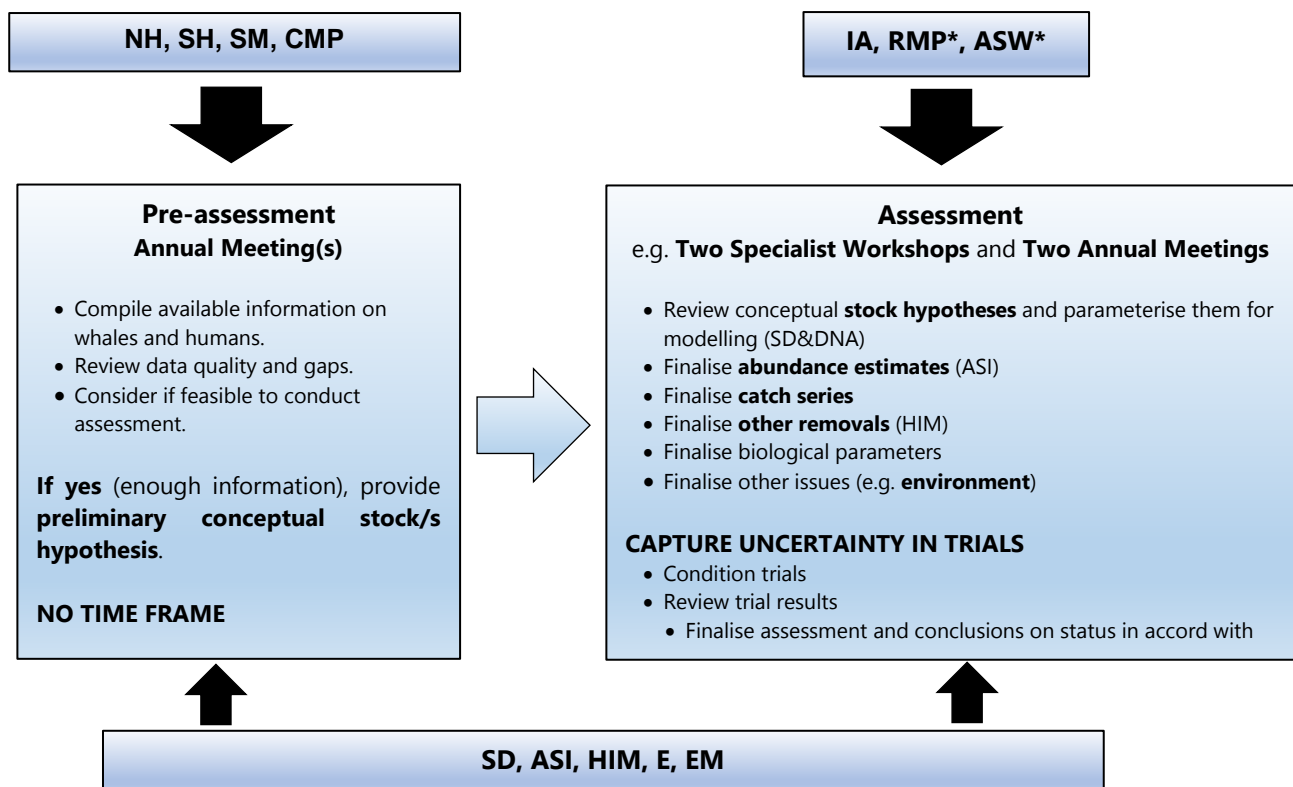 NH, SH, SM, CMP
IA, RMP*, ASW*
Pre-assessment
Annual Meeting(s)
• Compile available information on
whales and humans.
• Review data quality and gaps.
• Consider if feasible to conduct
assessment.
If yes (enough information), provide
preliminary conceptual stock/s
hypothesis.
NO TIME FRAME
Assessment
e.g. Two Specialist Workshops and Two Annual Meetings
• Review conceptual stock hypotheses and parameterise them for
modelling (SD&DNA)
• Finalise abundance estimates (ASI)
• Finalise catch series
• Finalise other removals (HIM)
• Finalise biological parameters
• Finalise other issues (e.g. environment)
CAPTURE UNCERTAINTY IN TRIALS
• Condition trials
• Review trial results
• Finalise assessment and conclusions on status in accord with
SD, ASI, HIM, E, EM